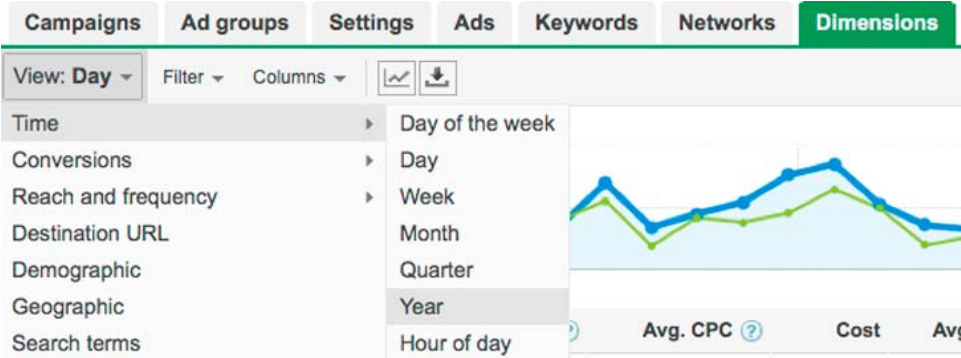 Campaigns Ad groups Settings Ads Keywords Networks Dimensions
View: Day Filter Columns
Time Day of the week
Conversions Day
Reach and frequency Week
Destination URL Month
Demographic Quarter
Geographic Year
Search terms Hour of day
? Avg. CPC ? Cost